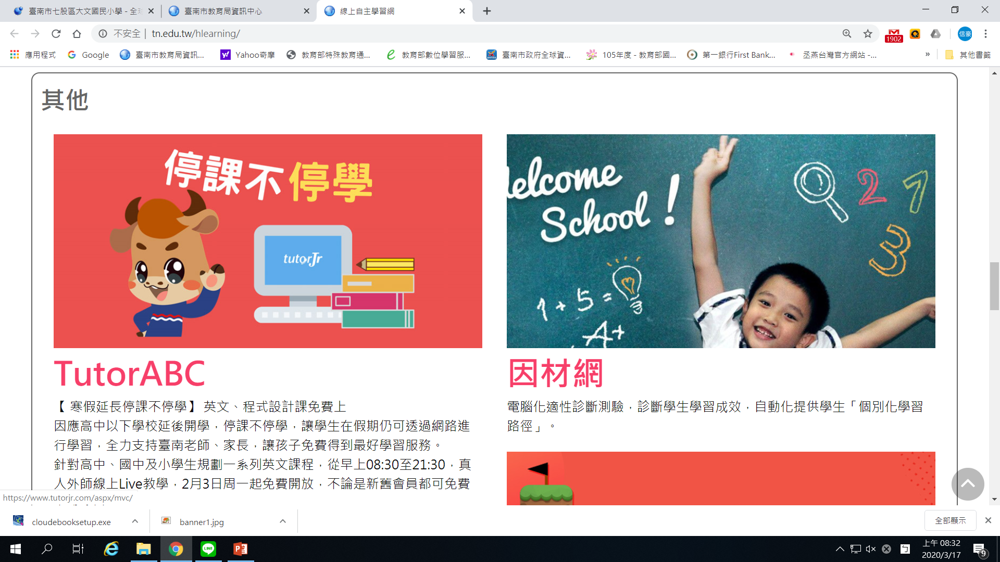 臺南市七股區大文國民小學 - 全球
臺南市教育局資訊中心
線上自主學習網
不安全 | tn.edu.tw/hlearning/
1902
信豪
應用程式
Google
臺南市教育局資訊...
Yahoo奇摩
教育部特殊教育通...
教育部數位學習服...
臺南市政府全球資...
105年度 - 教育部國...
第一銀行First Bank...
丞燕台灣官方網站 -...
»
其他書籤
其他
停課不停學
tutorJr
elcome
School!
2 7
3
1 + 5 =
A+
TutorABC
【 寒假延長停課不停學】 英文、程式設計課免費上
因應高中以下學校延後開學，停課不停學，讓學生在假期仍可透過網路進
行學習，全力支持臺南老師、家長，讓孩子免費得到最好學習服務。
針對高中、國中及小學生規劃一系列英文課程，從早上08:30至21:30，真
人外師線上Live教學，2月3日周一起免費開放，不論是新舊會員都可免費
因材網
電腦化適性診斷測驗，診斷學生學習成效，自動化提供學生「個別化學習
路徑」。
https://www.tutorjr.com/aspx/mvc/
cloudebooksetup.exe
banner1.jpg
全部顯示
LINE
ㄅ
上午 08:32
2020/3/17
9